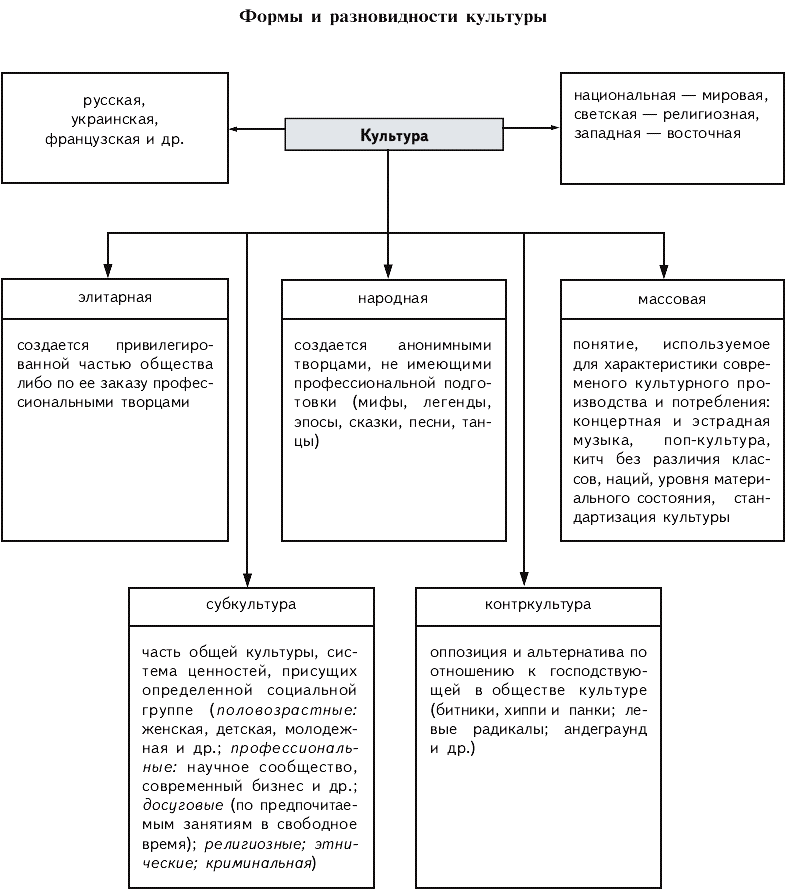 Формы и разновидности культуры
русская,
украинская,
французская и др.
Культура
национальная — мировая,
светская — религиозная,
западная — восточная
элитарная
создается привилегиро-
ванной частью общества
либо по ее заказу профес-
сиональными творцами
народная
создается анонимными
творцами, не имеющими
профессиональной подго-
товки (мифы, легенды,
эпосы, сказки, песни, тан-
цы)
массовая
понятие, используемое
для характеристики совре-
меного культурного про-
изводства и потребления:
концертная и эстрадная
музыка, поп-культура,
китч без различия клас-
сов, наций, уровня матери-
ального состояния, стан-
дартизация культуры
субкультура
часть общей культуры, сис-
тема ценностей, присущих
определенной социальной
группе (половозрастные:
женская, детская, молодеж-
ная и др.; профессиональ-
ные: научное сообщество,
современный бизнес и др.;
досуговые (по предпочитае-
мым занятиям в свободное
время); религиозные; этни-
ческие; криминальная)
контркультура
оппозиция и альтернатива по
отношению к господствую-
щей в обществе культуре
(битники, хиппи и панки; ле-
вые радикалы; андеграунд
и др.)